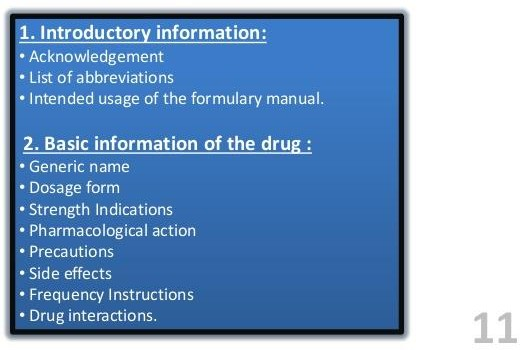 1. Introductory information:
• Acknowledgement
• List of abbreviations
• Intended usage of the formulary manual.
2. Basic information of the drug :
• Generic name
• Dosage form
• Strength Indications
• Pharmacological action
• Precautions
• Side effects
• Frequency Instructions
• Drug interactions.
11